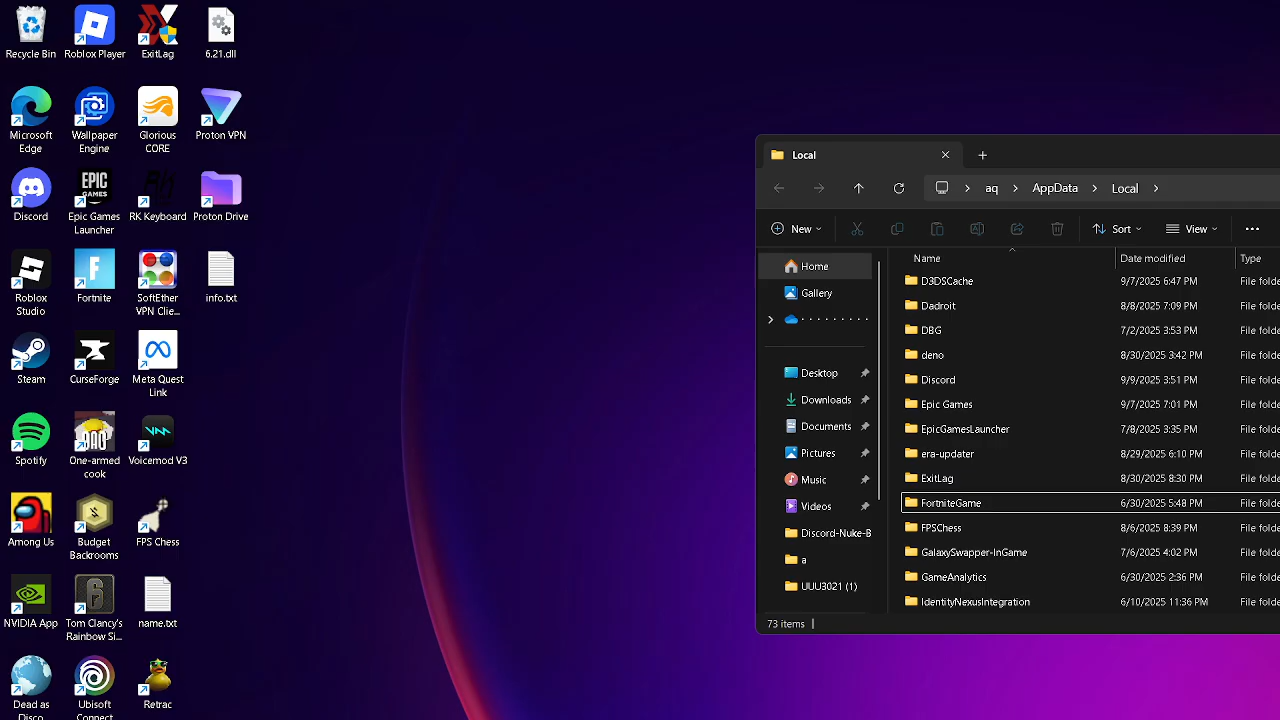 Recycle Bin
Roblox Player
ExitLag
6.21.dll
Microsoft
Edge
Wallpaper
Engine
Glorious
CORE
Proton VPN
Discord
EPIC
GAMES
Epic Games
Launcher
RK
RK Keyboard
Proton Drive
Roblox
Studio
F
Fortnite
SoftEther
VPN Clie...
info.txt
Steam
CurseForge
Meta Quest
Link
Spotify
One-armed
cook
Voicemod V3
Among Us
Budget
Backrooms
FPS Chess
NVIDIA App
6
Tom Clancy's
Rainbow Si...
name.txt
Dead as
Disco
Ubisoft
Connect
Retrac
Local
aq > AppData > Local >
New
Sort
View
...
Home
Gallery
Desktop
Downloads
Documents
Pictures
Music
Videos
Discord-Nuke-B
a
UUU3021 (1)
Name Date modified Type
D3DSCache 9/7/2025 6:47 PM File folde
Dadroit 8/8/2025 7:09 PM File folde
DBG 7/2/2025 3:53 PM File folde
deno 8/30/2025 3:42 PM File folde
Discord 9/9/2025 3:51 PM File folde
Epic Games 9/7/2025 7:01 PM File folde
EpicGamesLauncher 7/8/2025 3:35 PM File folde
era-updater 8/29/2025 6:10 PM File folde
ExitLag 8/30/2025 8:30 PM File folde
FortniteGame 6/30/2025 5:48 PM File folde
FPSChess 8/6/2025 8:39 PM File folde
GalaxySwapper-InGame 7/6/2025 4:02 PM File folde
GameAnalytics 6/30/2025 2:36 PM File folde
IdentityNexusIntegration 6/10/2025 11:36 PM File folde
73 items